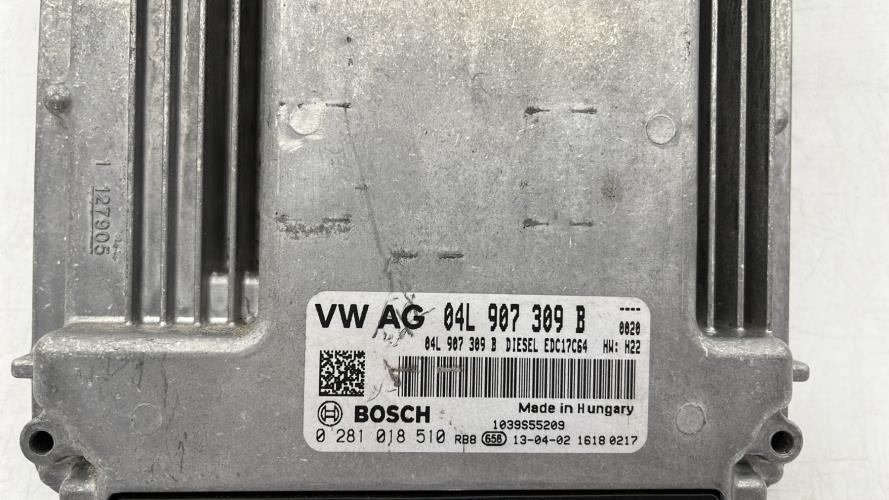 1 127905
VW AG 04L 907 309 B ----
0020
04L 907 309 B DIESEL EDC17C64 HW: H22
BOSCH Made in Hungary
1039S55209
0 281 018 510 RB8 658 13-04-02 1618 0217